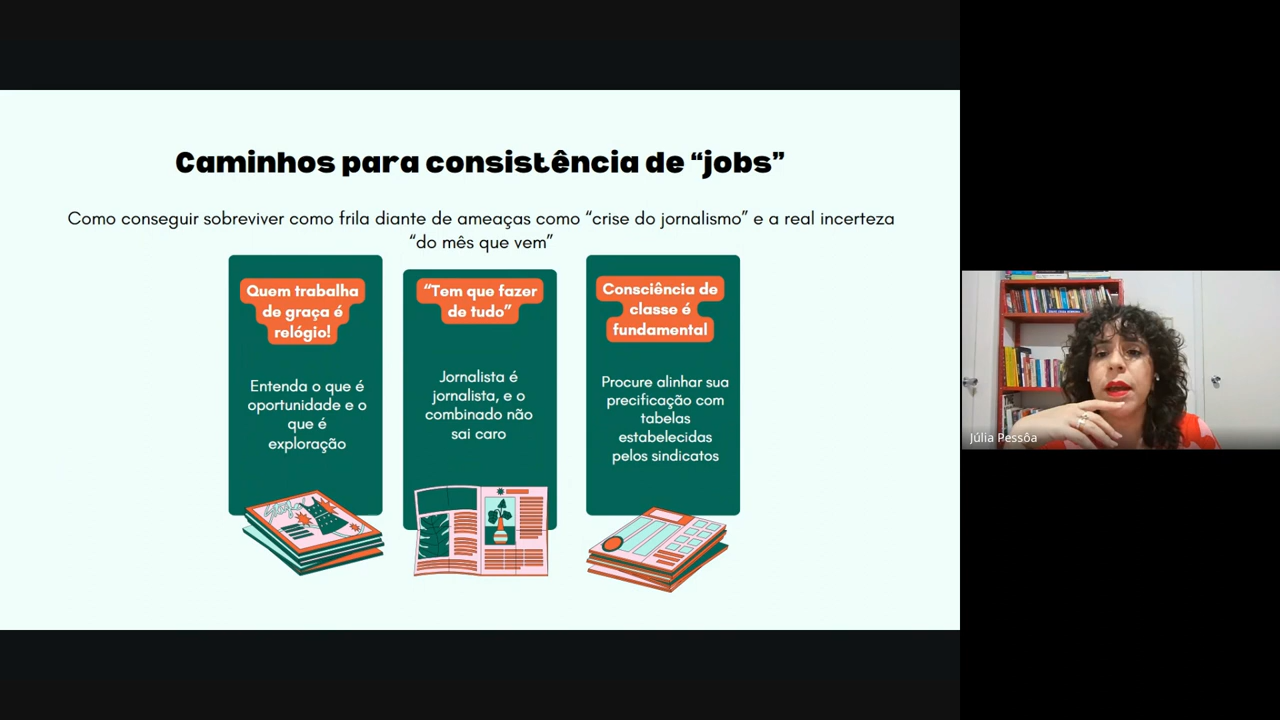 Caminhos para consistência de “jobs”
Como conseguir sobreviver como frila diante de ameaças como “crise do jornalismo” e a real incerteza
“do mês que vem”
Quem trabalha
de graça é
relógio!
Entenda o que é
oportunidade e o
que é
exploração
“Tem que fazer
de tudo”
Jornalista é
jornalista, e o
combinado não
sai caro
Consciência de
classe é
fundamental
Procure alinhar sua
precificação com
tabelas
estabelecidas
pelos sindicatos
Júlia Pessôa